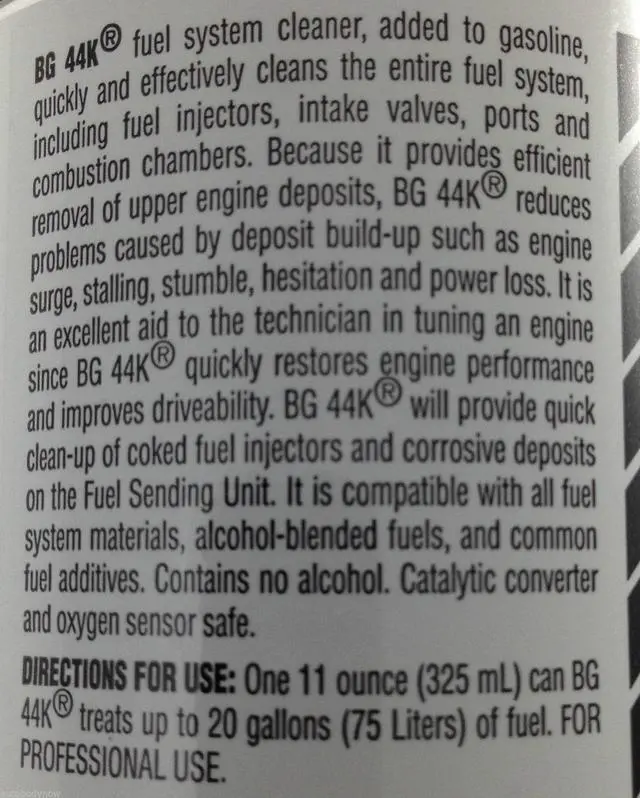 BG 44K® fuel system cleaner, added to gasoline,
quickly and effectively cleans the entire fuel system,
including fuel injectors, intake valves, ports and
combustion chambers. Because it provides efficient
removal of upper engine deposits, BG 44K® reduces
problems caused by deposit build-up such as engine
surge, stalling, stumble, hesitation and power loss. It is
an excellent aid to the technician in tuning an engine
since BG 44K® quickly restores engine performance
and improves driveability. BG 44K® will provide quick
clean-up of coked fuel injectors and corrosive deposits
on the Fuel Sending Unit. It is compatible with all fuel
system materials, alcohol-blended fuels, and common
fuel additives. Contains no alcohol. Catalytic converter
and oxygen sensor safe.
DIRECTIONS FOR USE: One 11 ounce (325 mL) can BG
44K® treats up to 20 gallons (75 Liters) of fuel. FOR
PROFESSIONAL USE.
autobodynow